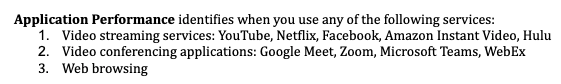 Application Performance identifies when you use any of the following services:
1. Video streaming services: YouTube, Netflix, Facebook, Amazon Instant Video, Hulu
2. Video conferencing applications: Google Meet, Zoom, Microsoft Teams, WebEx
3. Web browsing